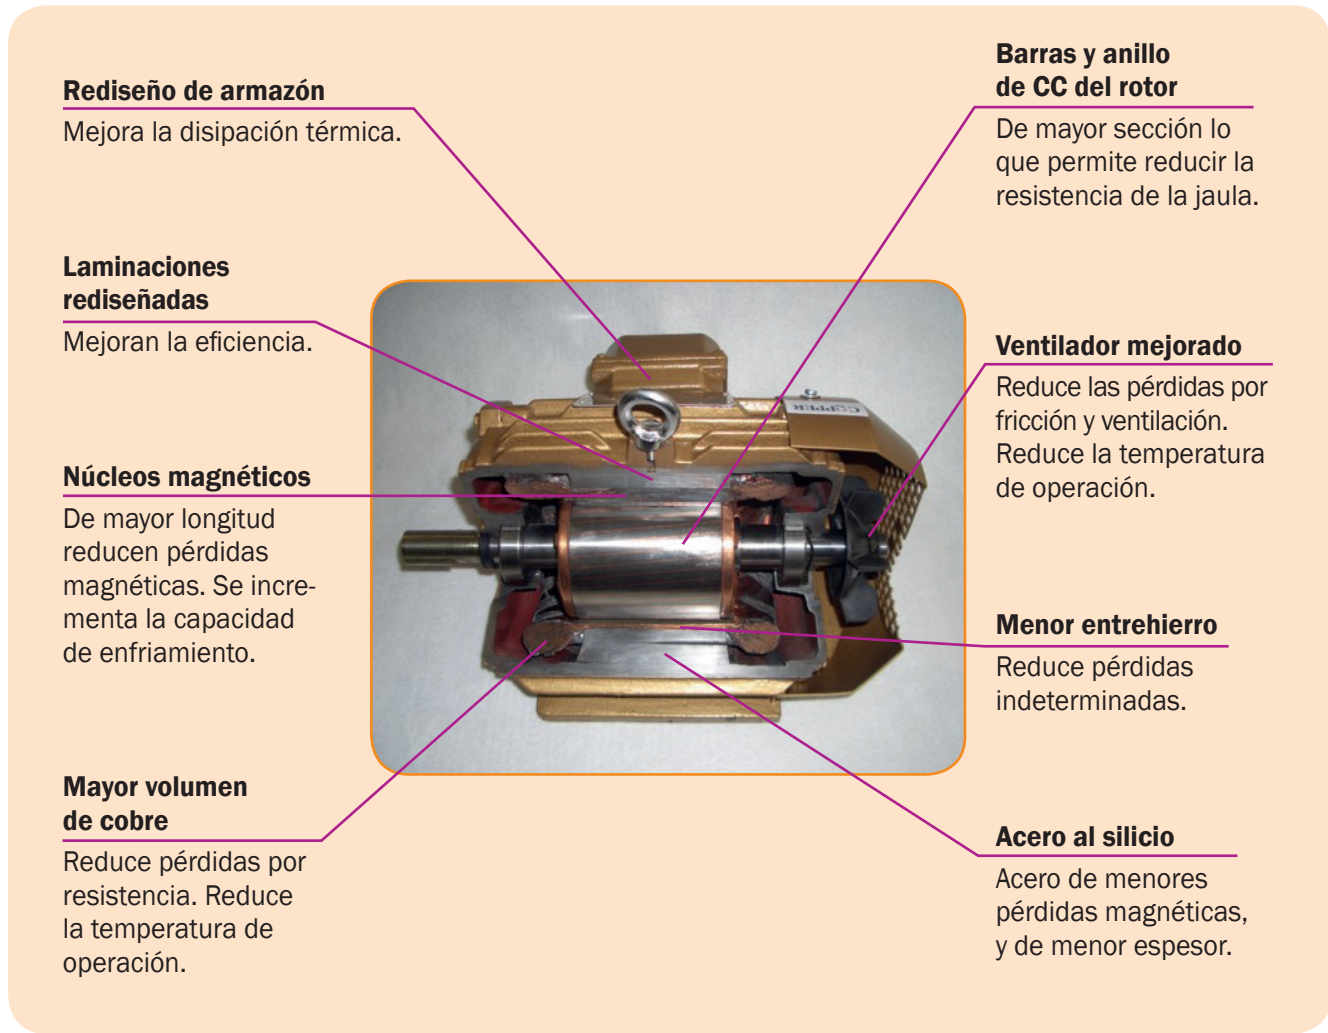 Rediseño de armazón
Mejora la disipación térmica.
Laminaciones
rediseñadas
Mejoran la eficiencia.
Núcleos magnéticos
De mayor longitud
reducen pérdidas
magnéticas. Se incre-
menta la capacidad
de enfriamiento.
Mayor volumen
de cobre
Reduce pérdidas por
resistencia. Reduce
la temperatura de
operación.
Barras y anillo
de CC del rotor
De mayor sección lo
que permite reducir la
resistencia de la jaula.
Ventilador mejorado
Reduce las pérdidas por
fricción y ventilación.
Reduce la temperatura
de operación.
Menor entrehierro
Reduce pérdidas
indeterminadas.
Acero al silicio
Acero de menores
pérdidas magnéticas,
y de menor espesor.